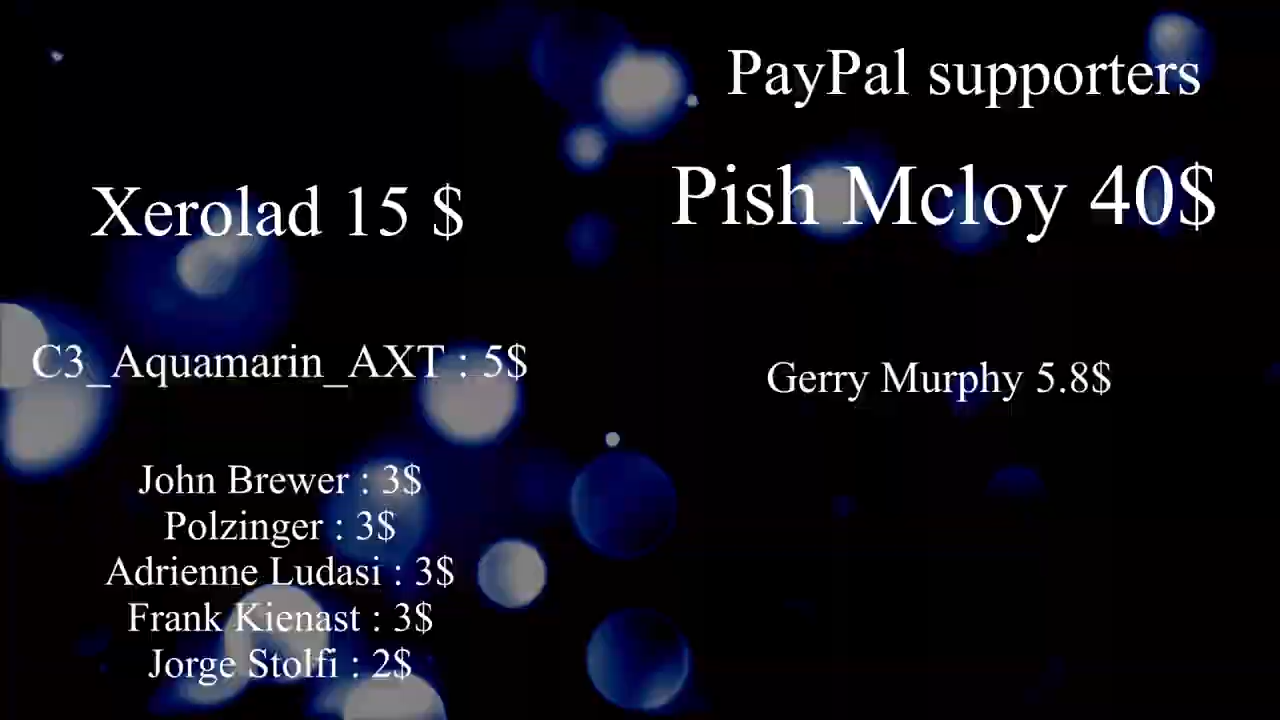 Xerolad 15 $
C3_Aquamarin_AXT : 5$
John Brewer : 3$
Polzinger : 3$
Adrienne Ludasi : 3$
Frank Kienast : 3$
Jorge Stolfi : 2$
PayPal supporters
Pish Mcloy 40$
Gerry Murphy 5.8$